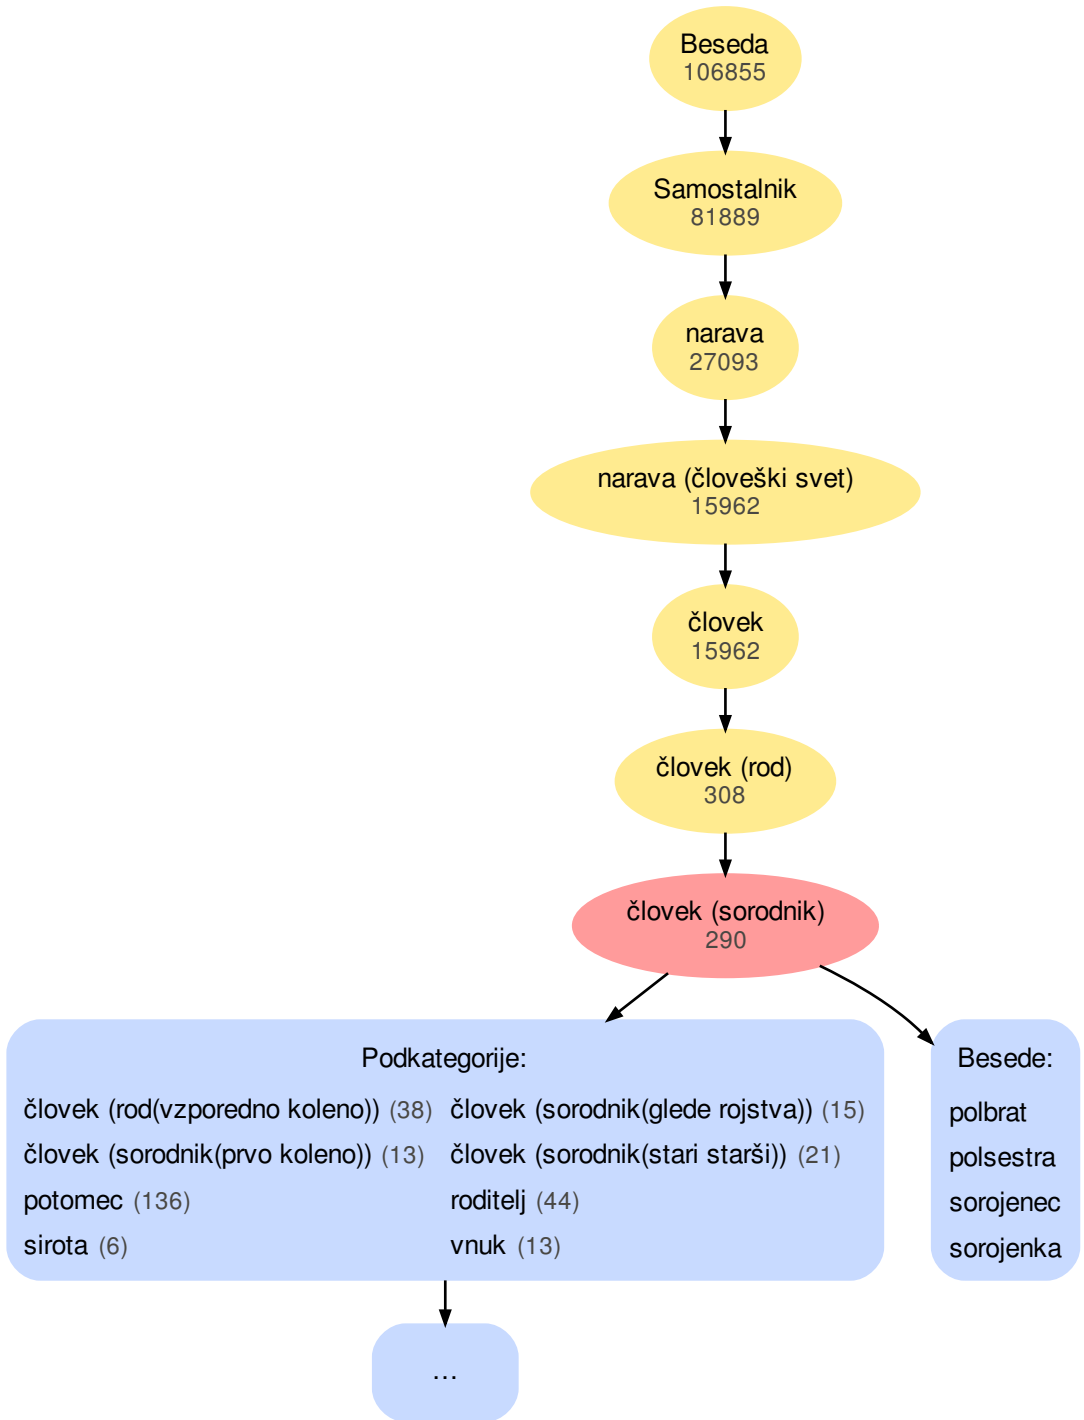 Beseda
106855
Samostalnik
81889
narava
27093
narava (človeški svet)
15962
človek
15962
človek (rod)
308
človek (sorodnik)
290
Podkategorije:
človek (rod(vzporedno koleno)) (38) človek (sorodnik(glede rojstva)) (15)
človek (sorodnik(prvo koleno)) (13) človek (sorodnik(stari starši)) (21)
potomec (136) roditelj (44)
sirota (6) vnuk (13)
Besede:
polbrat
polsestra
sorojenec
sorojenka
...